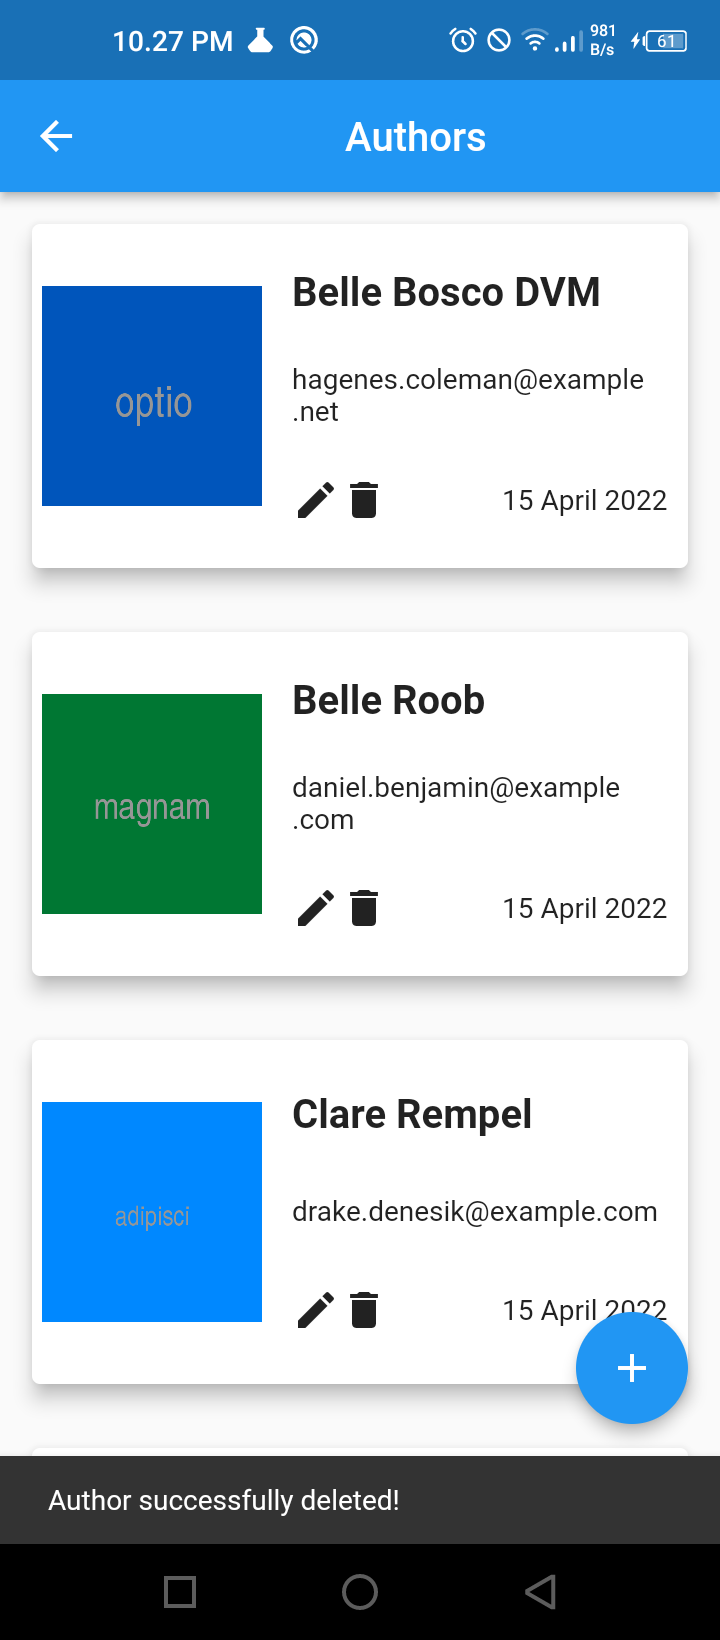 10.27 PM
981
B/s
61
Authors
Belle Bosco DVM
optio
hagenes.coleman@example
.net
15 April 2022
Belle Roob
magnam
daniel.benjamin@example
.com
15 April 2022
Clare Rempel
adipisci
drake.denesik@example.com
15 April 2022
Author successfully deleted!